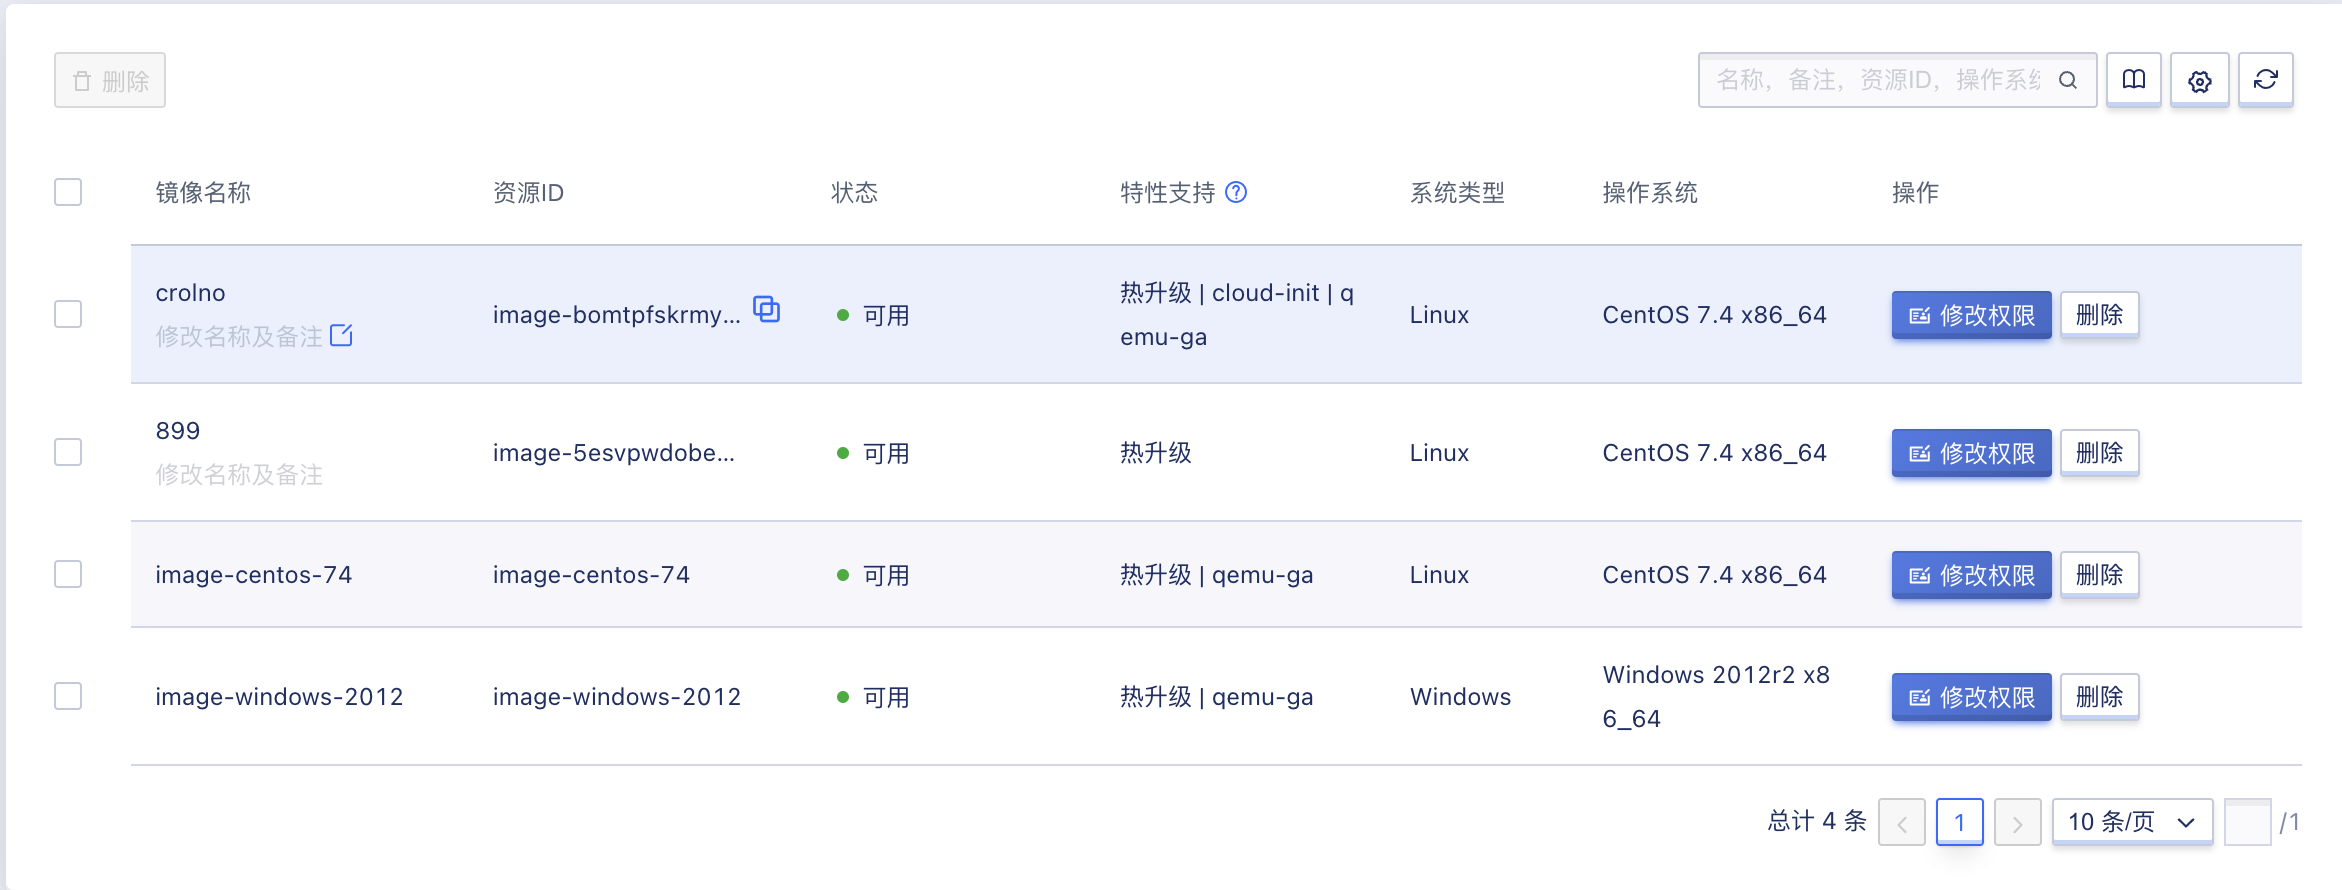 删除
名称，备注，资源ID，操作系统
镜像名称 资源ID 状态 特性支持 系统类型 操作系统 操作
crolno
修改名称及备注
image-bomtpfskrmy...
可用
热升级 | cloud-init | q
emu-ga
Linux
CentOS 7.4 x86_64
修改权限 删除
899
修改名称及备注
image-5esvpwdobe...
可用
热升级
Linux
CentOS 7.4 x86_64
修改权限 删除
image-centos-74 image-centos-74 可用 热升级 | qemu-ga Linux CentOS 7.4 x86_64 修改权限 删除
image-windows-2012 image-windows-2012 可用 热升级 | qemu-ga Windows
Windows 2012r2 x8
6_64
修改权限 删除
总计 4 条 1 10 条/页 /1